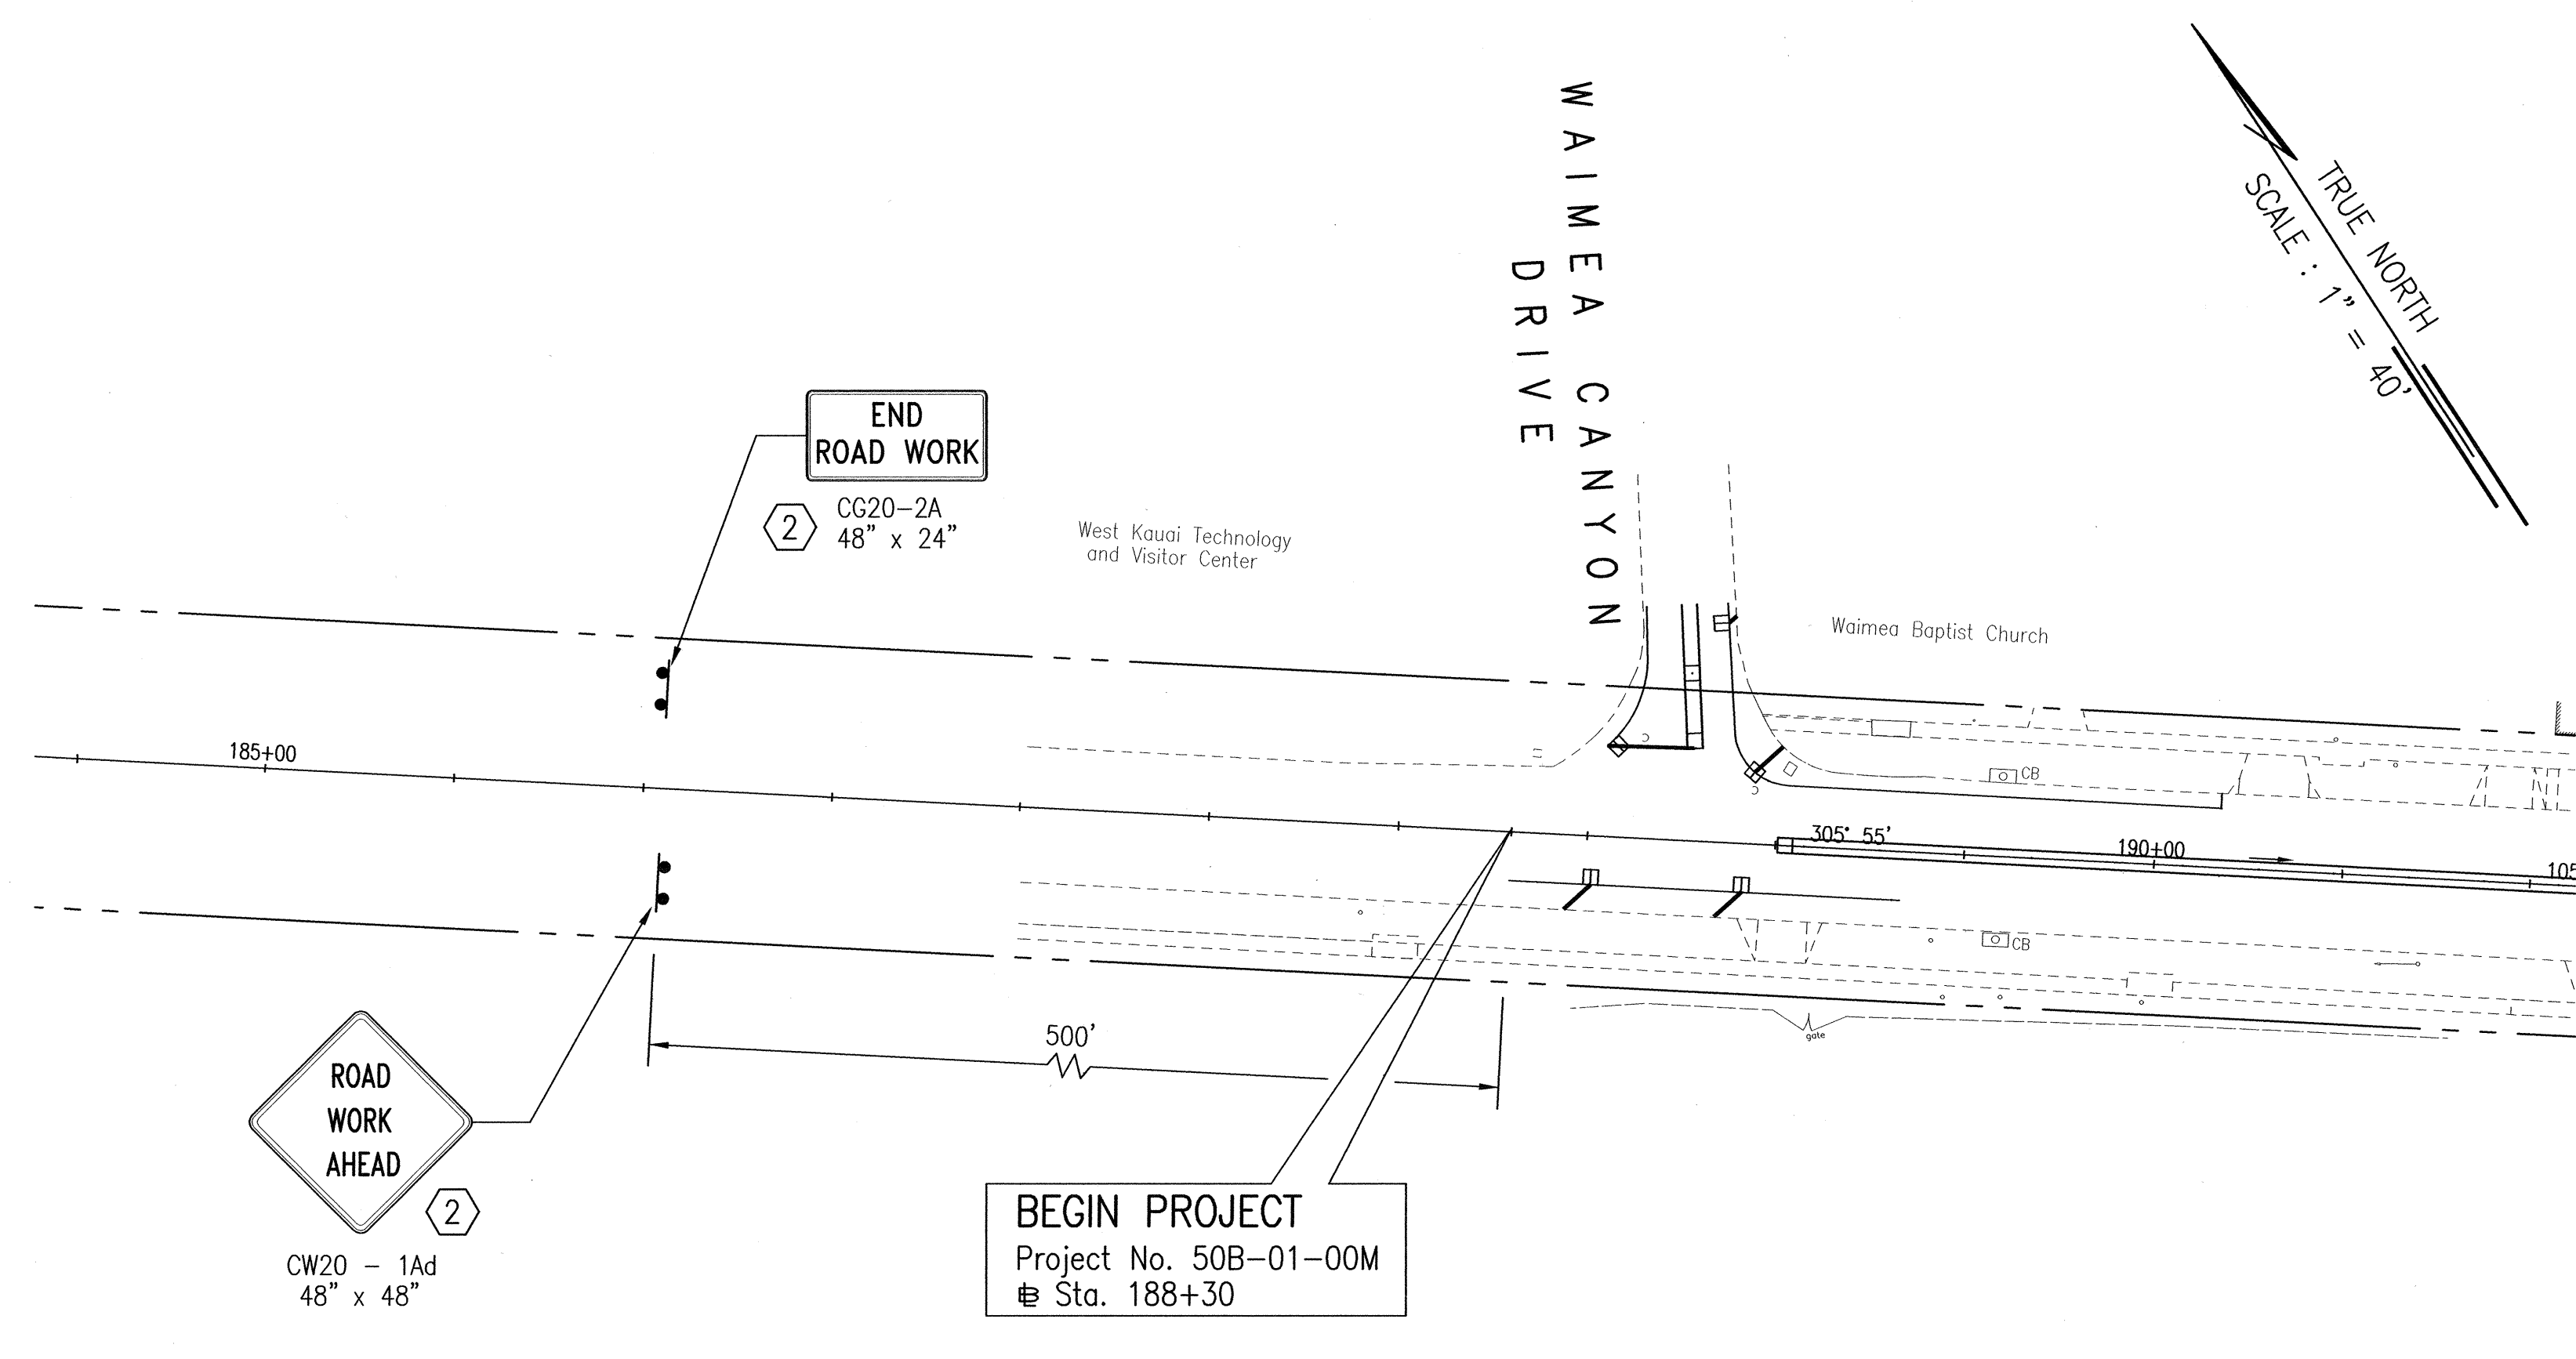 WAIMEA CANYON
DRIVE
TRUE NORTH
SCALE : 1" = 40'
END
ROAD WORK
2
CG20-2A
48" x 24"
West Kauai Technology
and Visitor Center
Waimea Baptist Church
185+00
CB
305° 55'
190+00
105
CB
gate
500'
ROAD
WORK
AHEAD
2
CW20 - 1Ad
48" x 48"
BEGIN PROJECT
Project No. 50B-01-00M
℄ Sta. 188+30